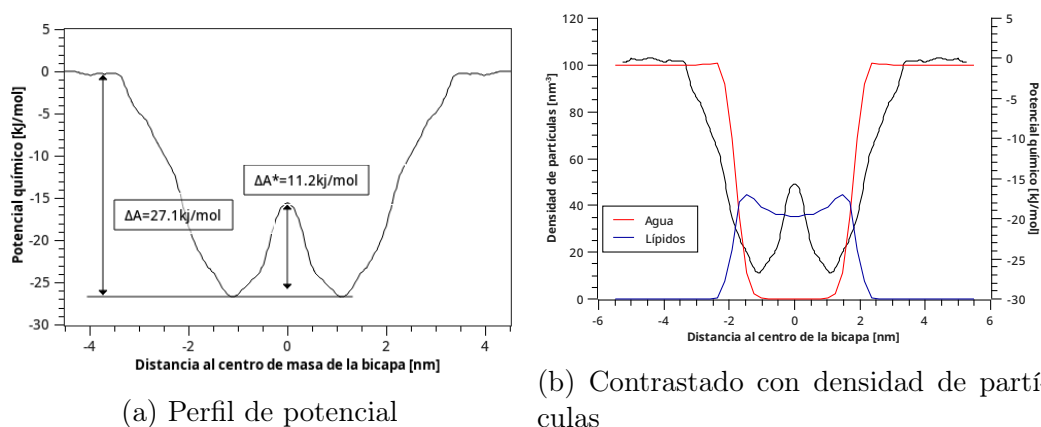 5
0
-5
-10
-15
-20
-25
-30
Potencial químico [kJ/mol]
ΔA*=11.2kj/mol
ΔA=27.1kj/mol
-4
-2
0
2
4
Distancia al centro de masa de la bicapa [nm]
(a) Perfil de potencial
120
100
80
60
40
20
0
Densidad de partículas [nm³]
5
0
-5
-10
-15
-20
-25
-30
Potencial químico [kJ/mol]
Agua
Lípidos
-6
-4
-2
0
2
4
6
Distancia al centro de la bicapa [nm]
(b) Contrastado con densidad de partí-
culas